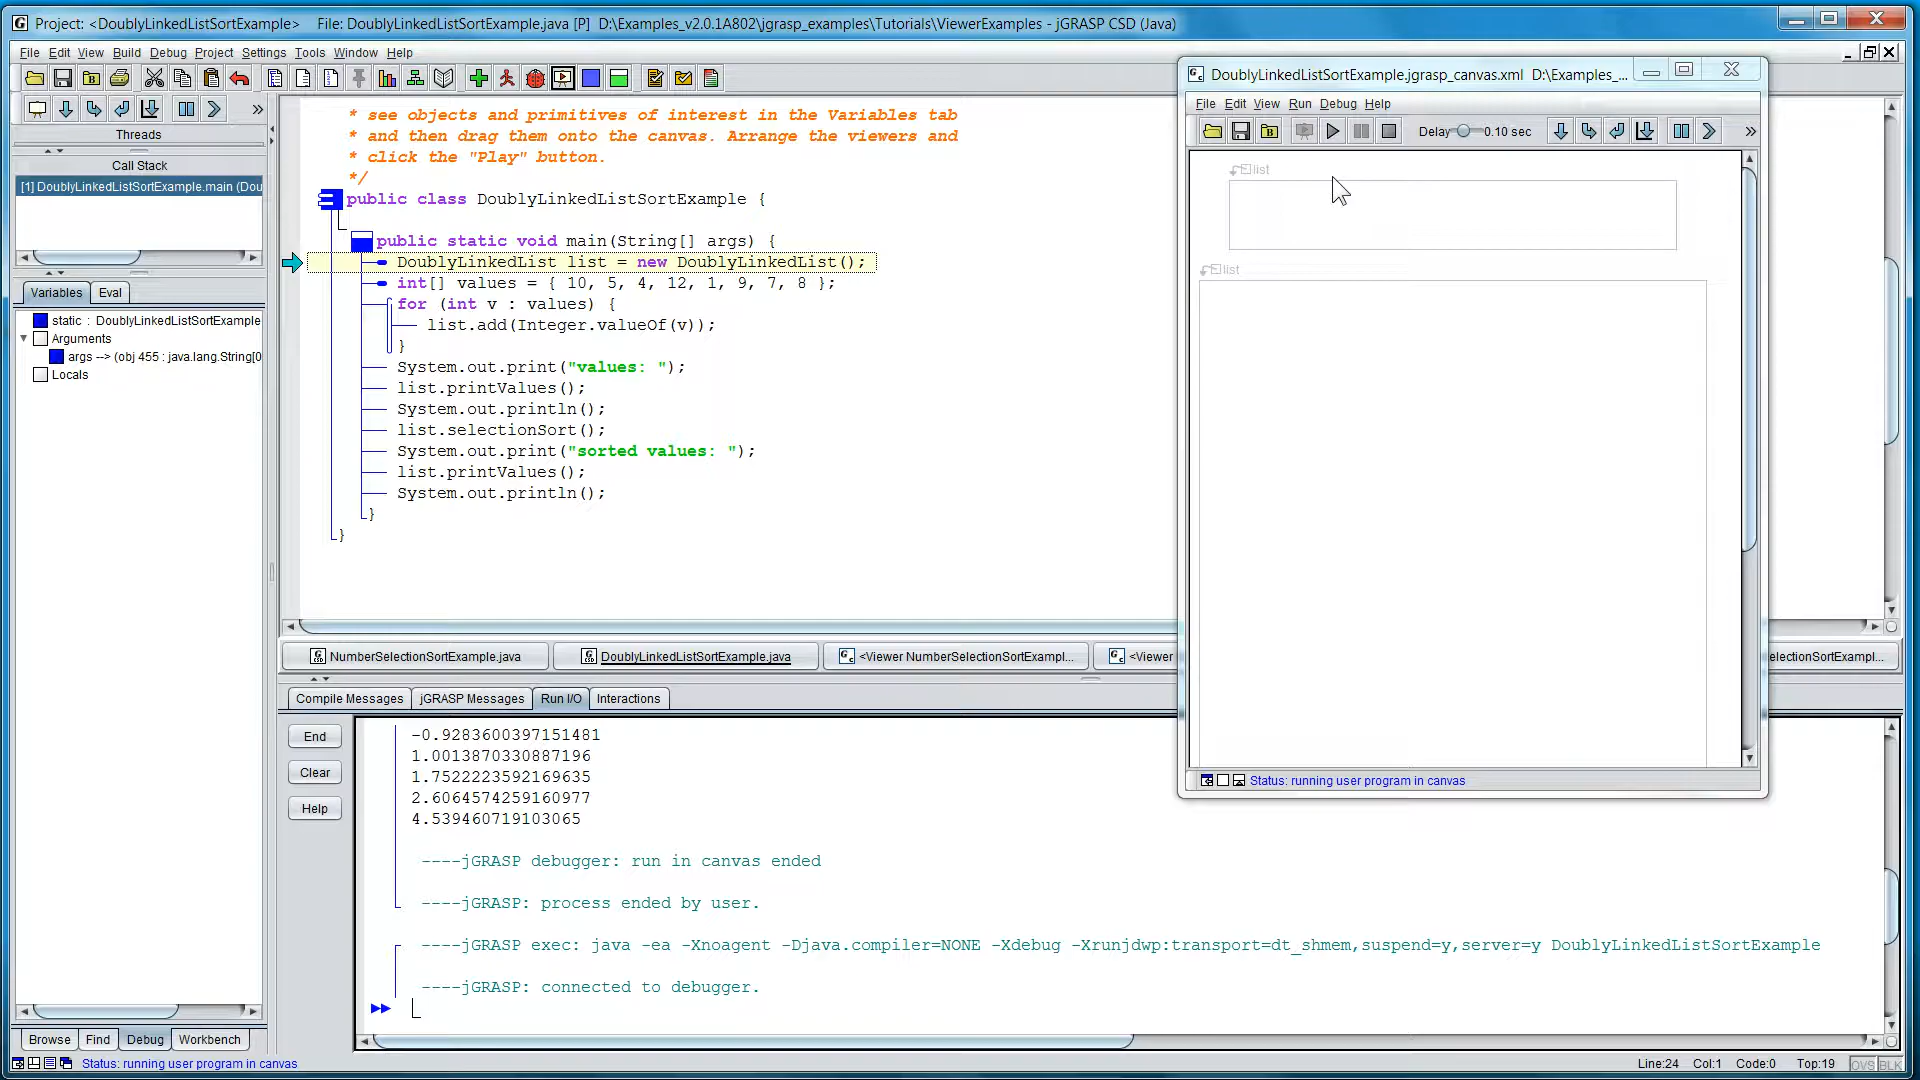 Project: <DoublyLinkedListSortExample>   File: DoublyLinkedListSortExample.java [P]  D:\Examples_v2.0.1A802\jgrasp_examples\Tutorials\ViewerExamples - jGRASP CSD (Java)
File Edit View Build Debug Project Settings Tools Window Help
Threads
Call Stack
[1] DoublyLinkedListSortExample.main (Dou
Variables Eval
static : DoublyLinkedListSortExample
Arguments
args --> (obj 455 : java.lang.String[0
Locals
* see objects and primitives of interest in the Variables tab
* and then drag them onto the canvas. Arrange the viewers and
* click the "Play" button.
*/
public class DoublyLinkedListSortExample {
public static void main(String[] args) {
DoublyLinkedList list = new DoublyLinkedList();
int[] values = { 10, 5, 4, 12, 1, 9, 7, 8 };
for (int v : values) {
list.add(Integer.valueOf(v));
}
System.out.print("values: ");
list.printValues();
System.out.println();
list.selectionSort();
System.out.print("sorted values: ");
list.printValues();
System.out.println();
}
}
DoublyLinkedListSortExample.jgrasp_canvas.xml  D:\Examples_...
File Edit View Run Debug Help
Delay 0.10 sec
list
list
Status: running user program in canvas
NumberSelectionSortExample.java
DoublyLinkedListSortExample.java
<Viewer NumberSelectionSortExampl...
<Viewer
electionSortExampl...
Compile Messages jGRASP Messages Run I/O Interactions
End
Clear
Help
-0.9283600397151481
1.0013870330887196
1.7522223592169635
2.6064574259160977
4.539460719103065
----jGRASP debugger: run in canvas ended
----jGRASP: process ended by user.
----jGRASP exec: java -ea -Xnoagent -Djava.compiler=NONE -Xdebug -Xrunjdwp:transport=dt_shmem,suspend=y,server=y DoublyLinkedListSortExample
----jGRASP: connected to debugger.
Browse Find Debug Workbench
Status: running user program in canvas
Line:24 Col:1 Code:0 Top:19 OVS BLK